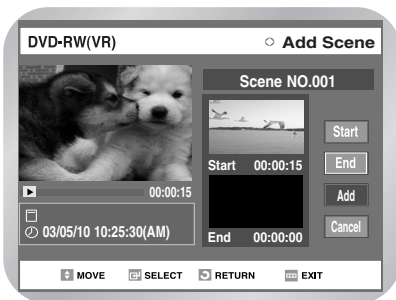 DVD-RW(VR) Add Scene
Scene NO.001
Start 00:00:15
End 00:00:00
Start
End
Add
Cancel
00:00:15
03/05/10 10:25:30(AM)
MOVE SELECT RETURN EXIT